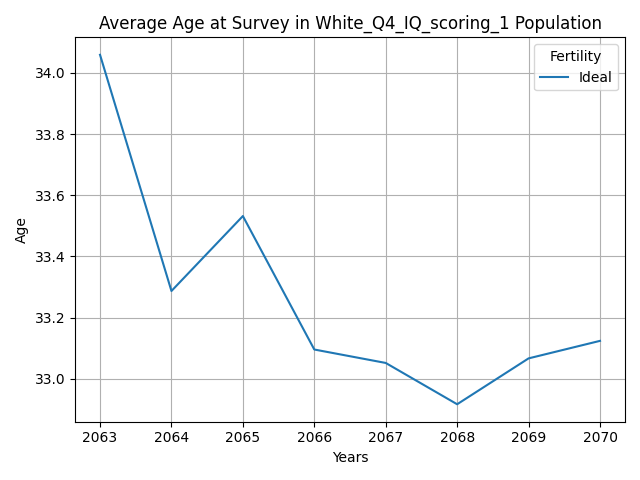 Average Age at Survey in White_Q4_IQ_scoring_1 Population
Fertility
Ideal
34.0
33.8
33.6
33.4
33.2
33.0
Age
2063 2064 2065 2066 2067 2068 2069 2070
Years